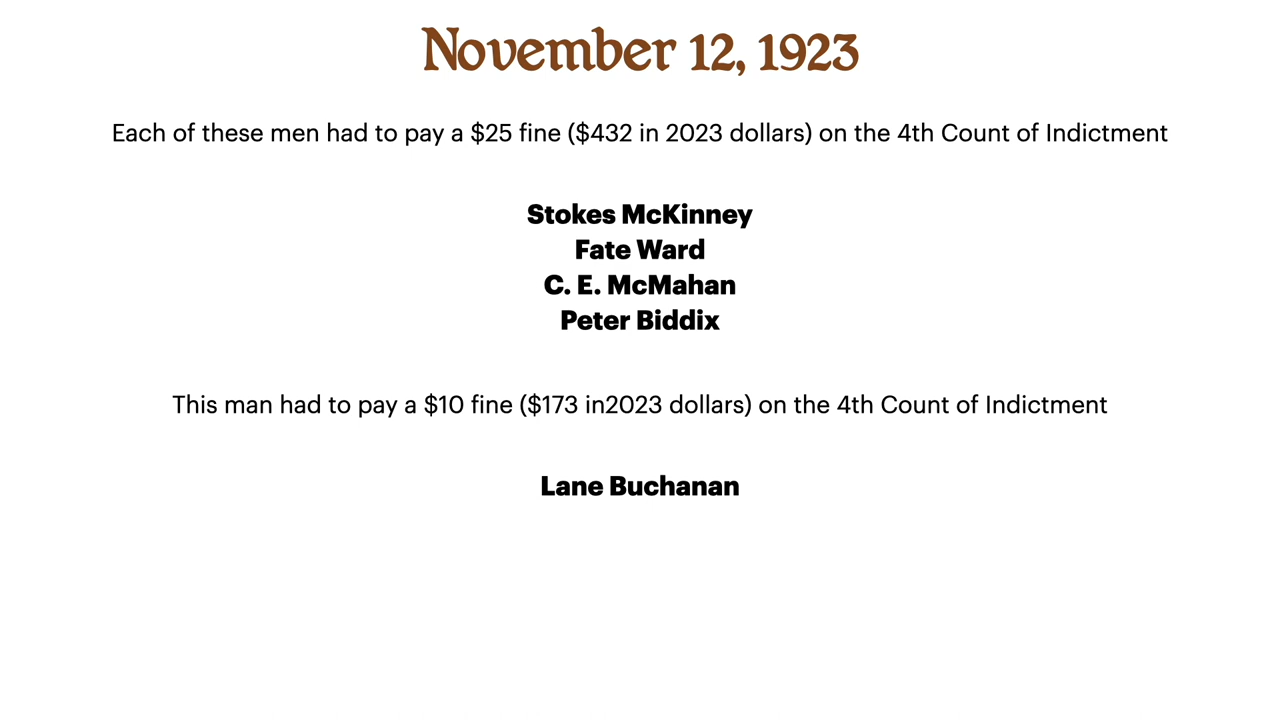 November 12, 1923
Each of these men had to pay a $25 fine ($432 in 2023 dollars) on the 4th Count of Indictment
Stokes McKinney
Fate Ward
C. E. McMahan
Peter Biddix
This man had to pay a $10 fine ($173 in2023 dollars) on the 4th Count of Indictment
Lane Buchanan